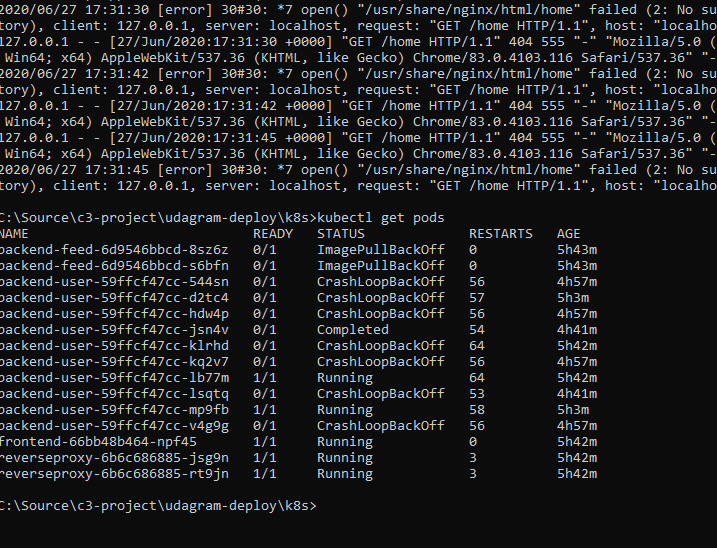 2020/06/27 17:31:30 [error] 30#30: *7 open() "/usr/share/nginx/html/home" failed (2: No su
tory), client: 127.0.0.1, server: localhost, request: "GET /home HTTP/1.1", host: "localho
127.0.0.1 - - [27/Jun/2020:17:31:30 +0000] "GET /home HTTP/1.1" 404 555 "-" "Mozilla/5.0 (
Win64; x64) AppleWebKit/537.36 (KHTML, like Gecko) Chrome/83.0.4103.116 Safari/537.36" "-
2020/06/27 17:31:42 [error] 30#30: *7 open() "/usr/share/nginx/html/home" failed (2: No su
tory), client: 127.0.0.1, server: localhost, request: "GET /home HTTP/1.1", host: "localho
127.0.0.1 - - [27/Jun/2020:17:31:42 +0000] "GET /home HTTP/1.1" 404 555 "-" "Mozilla/5.0 (
Win64; x64) AppleWebKit/537.36 (KHTML, like Gecko) Chrome/83.0.4103.116 Safari/537.36" "-
127.0.0.1 - - [27/Jun/2020:17:31:45 +0000] "GET /home HTTP/1.1" 404 555 "-" "Mozilla/5.0 (
Win64; x64) AppleWebKit/537.36 (KHTML, like Gecko) Chrome/83.0.4103.116 Safari/537.36" "-
2020/06/27 17:31:45 [error] 30#30: *7 open() "/usr/share/nginx/html/home" failed (2: No su
tory), client: 127.0.0.1, server: localhost, request: "GET /home HTTP/1.1", host: "localho
C:\Source\c3-project\udagram-deploy\k8s>kubectl get pods
NAME READY STATUS RESTARTS AGE
backend-feed-6d9546bbcd-8sz6z 0/1 ImagePullBackOff 0 5h43m
backend-feed-6d9546bbcd-s6bfn 0/1 ImagePullBackOff 0 5h43m
backend-user-59ffcf47cc-544sn 0/1 CrashLoopBackOff 56 4h57m
backend-user-59ffcf47cc-d2tc4 0/1 CrashLoopBackOff 57 5h3m
backend-user-59ffcf47cc-hdw4p 0/1 CrashLoopBackOff 56 4h57m
backend-user-59ffcf47cc-jsn4v 0/1 Completed 54 4h41m
backend-user-59ffcf47cc-klrhd 0/1 CrashLoopBackOff 64 5h42m
backend-user-59ffcf47cc-kq2v7 0/1 CrashLoopBackOff 56 4h57m
backend-user-59ffcf47cc-lb77m 1/1 Running 64 5h42m
backend-user-59ffcf47cc-lsqtq 0/1 CrashLoopBackOff 53 4h41m
backend-user-59ffcf47cc-mp9fb 1/1 Running 58 5h3m
backend-user-59ffcf47cc-v4g9g 0/1 CrashLoopBackOff 56 4h57m
frontend-66bb48b464-npf45 1/1 Running 0 5h42m
reverseproxy-6b6c686885-jsg9n 1/1 Running 3 5h42m
reverseproxy-6b6c686885-rt9jn 1/1 Running 3 5h42m
C:\Source\c3-project\udagram-deploy\k8s>